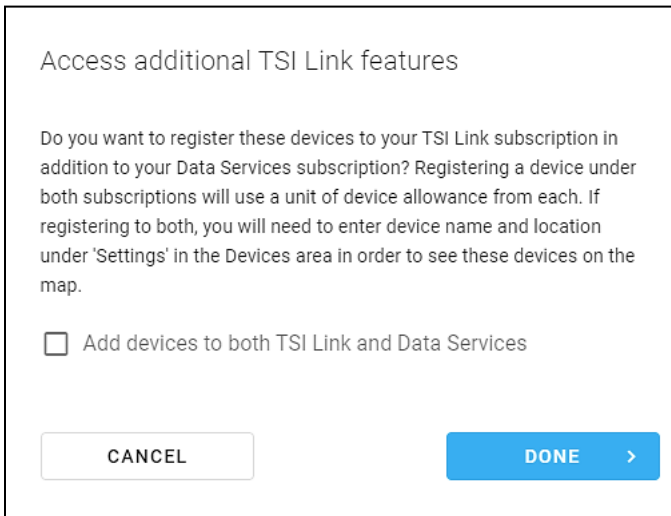 Access additional TSI Link features
Do you want to register these devices to your TSI Link subscription in
addition to your Data Services subscription? Registering a device under
both subscriptions will use a unit of device allowance from each. If
registering to both, you will need to enter device name and location
under 'Settings' in the Devices area in order to see these devices on the
map.
Add devices to both TSI Link and Data Services
CANCEL
DONE